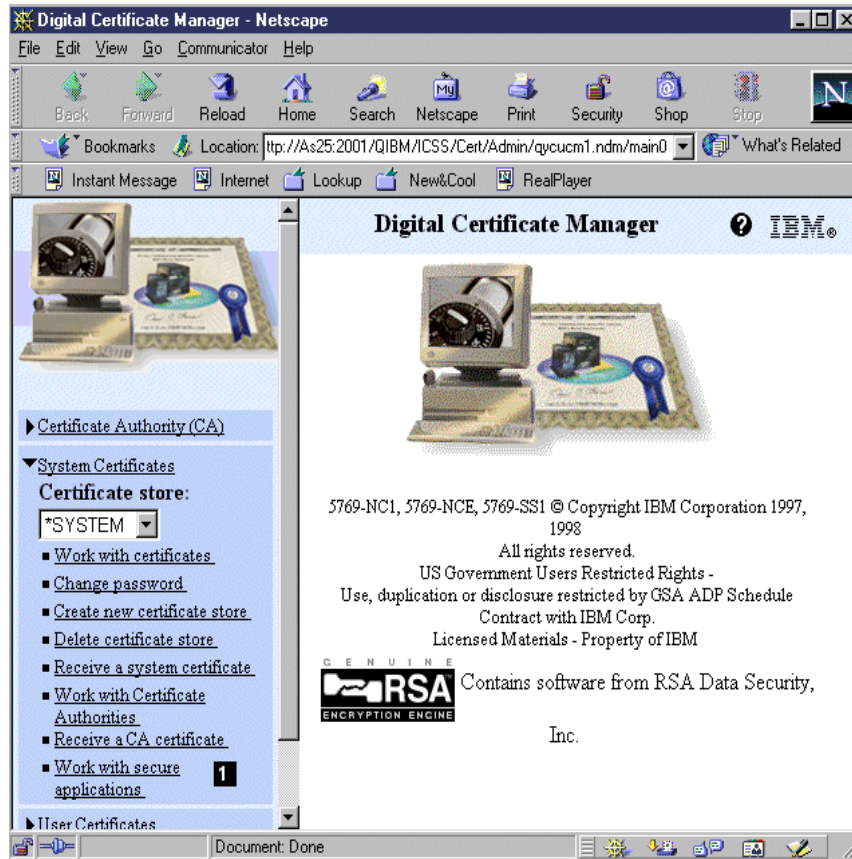 Digital Certificate Manager - Netscape
File Edit View Go Communicator Help
Back Forward Reload Home Search Netscape Print Security Shop Stop
My
N
Bookmarks Location: ttp://As25:2001/QIBM/ICSS/Cert/Admin/qycucm1.ndm/main0 What's Related
Instant Message Internet Lookup New&Cool RealPlayer
Digital Certificate Manager ? IBM®
Certificate Authority (CA)
System Certificates
Certificate store:
*SYSTEM
Work with certificates
Change password
Create new certificate store
Delete certificate store
Receive a system certificate
Work with Certificate
Authorities
Receive a CA certificate
Work with secure
applications
1
User Certificates
5769-NC1, 5769-NCE, 5769-SS1 © Copyright IBM Corporation 1997,
1998
All rights reserved.
US Government Users Restricted Rights -
Use, duplication or disclosure restricted by GSA ADP Schedule
Contract with IBM Corp.
Licensed Materials - Property of IBM
GENUINE
RSA
ENCRYPTION ENGINE
Contains software from RSA Data Security,
Inc.
Document: Done